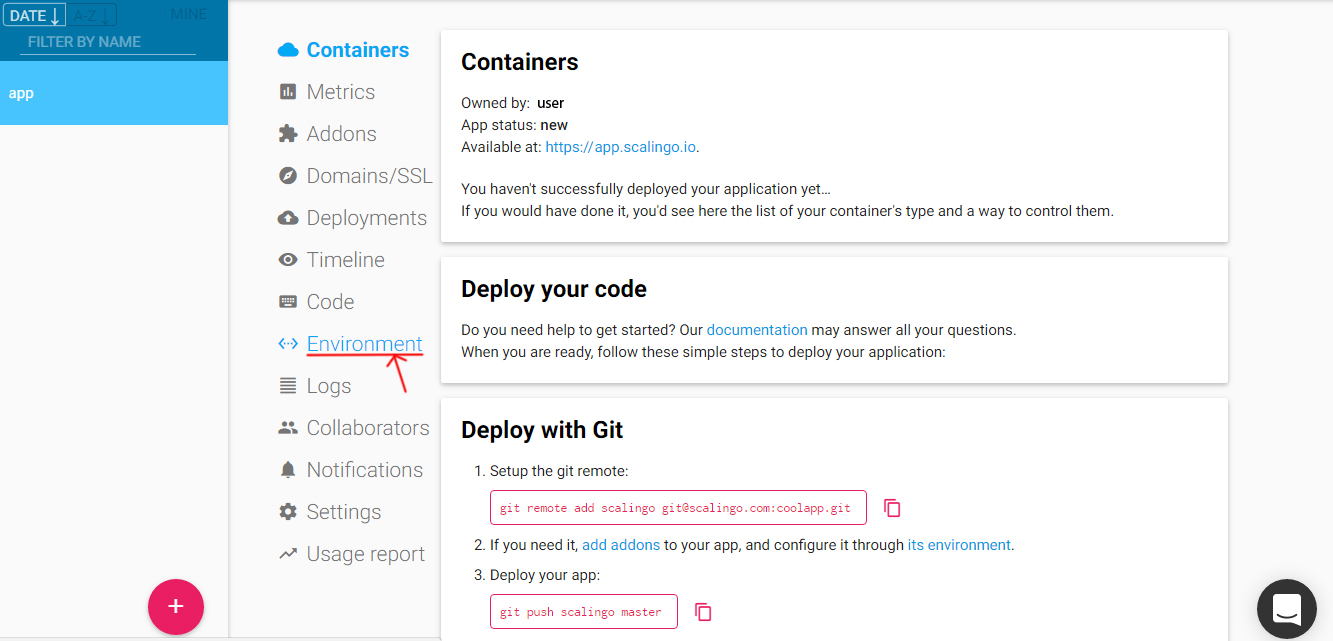 DATE ↓ A-Z ↓ MINE
FILTER BY NAME
app
Containers
Metrics
Addons
Domains/SSL
Deployments
Timeline
Code
Environment
Logs
Collaborators
Notifications
Settings
Usage report
Containers
Owned by: user
App status: new
Available at: https://app.scalingo.io.
You haven't successfully deployed your application yet...
If you would have done it, you'd see here the list of your container's type and a way to control them.
Deploy your code
Do you need help to get started? Our documentation may answer all your questions.
When you are ready, follow these simple steps to deploy your application:
Deploy with Git
1. Setup the git remote:
git remote add scalingo git@scalingo.com:coolapp.git
2. If you need it, add addons to your app, and configure it through its environment.
3. Deploy your app:
git push scalingo master